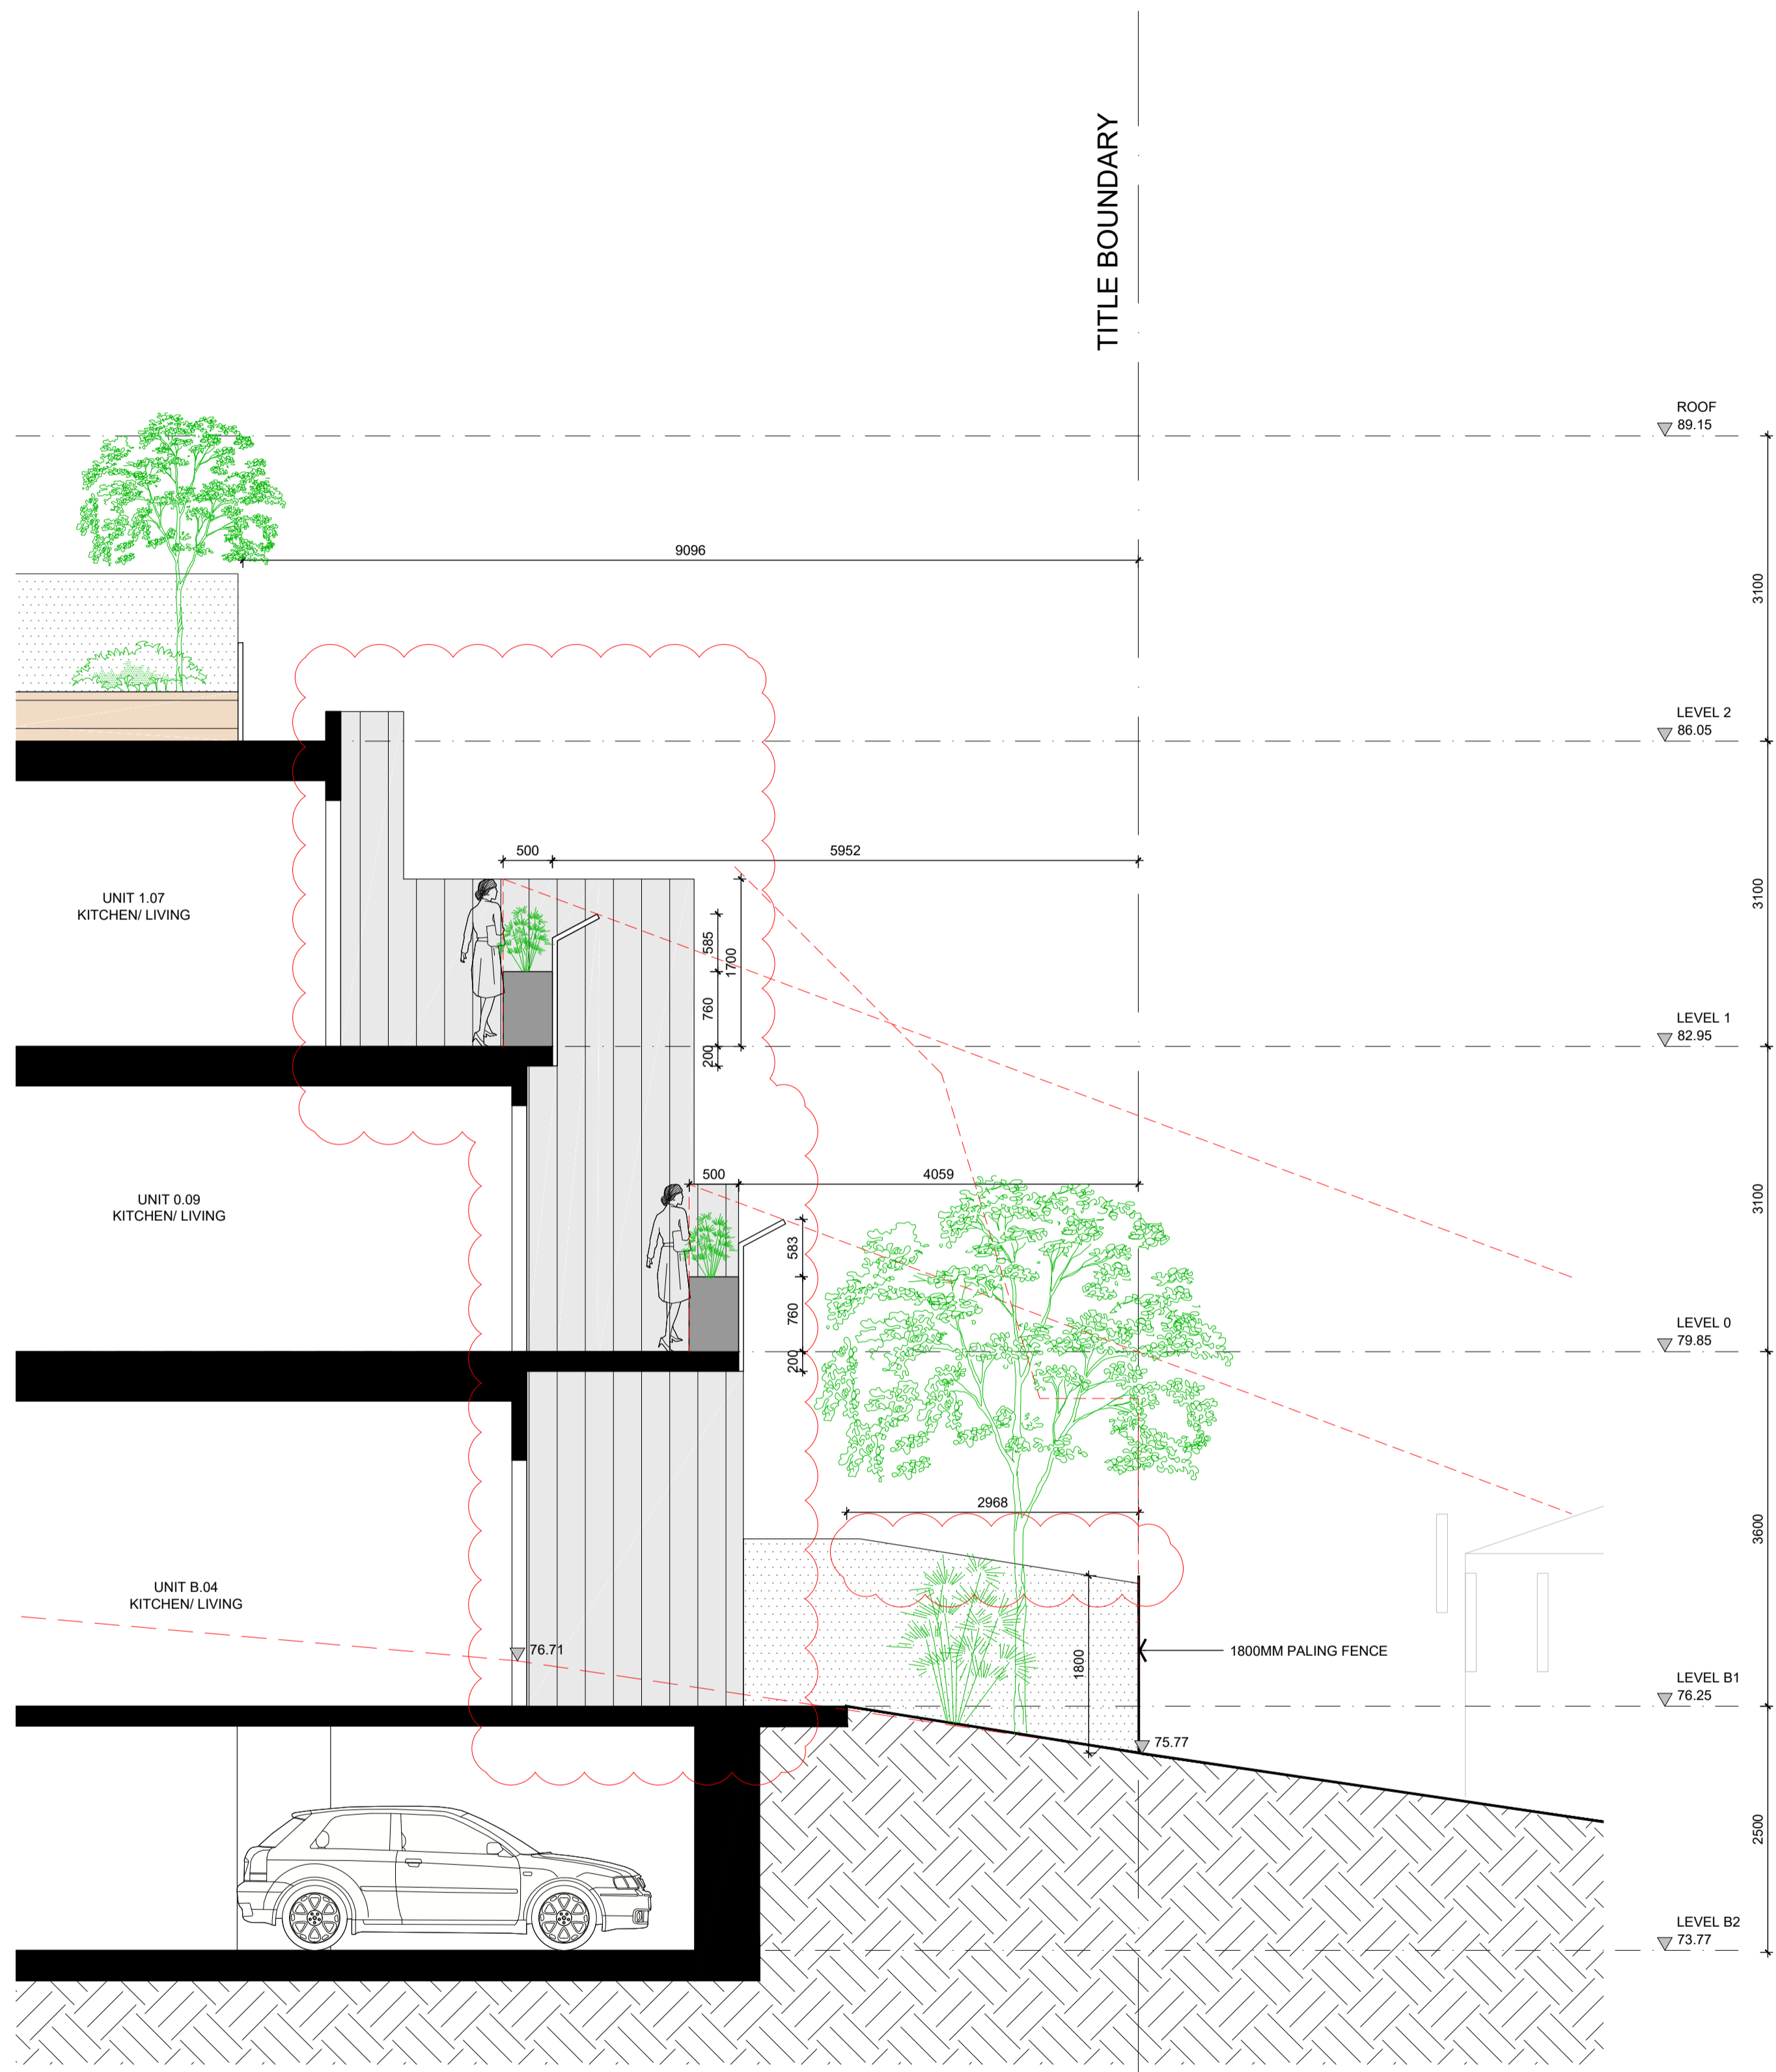 TITLE BOUNDARY
ROOF
89.15
9096
3100
LEVEL 2
86.05
500
5952
3100
UNIT 1.07
KITCHEN/ LIVING
585
1700
760
200
LEVEL 1
82.95
500
4059
3100
UNIT 0.09
KITCHEN/ LIVING
583
760
200
LEVEL 0
79.85
2968
3600
UNIT B.04
KITCHEN/ LIVING
76.71
1800
1800MM PALING FENCE
LEVEL B1
76.25
75.77
2500
LEVEL B2
73.77